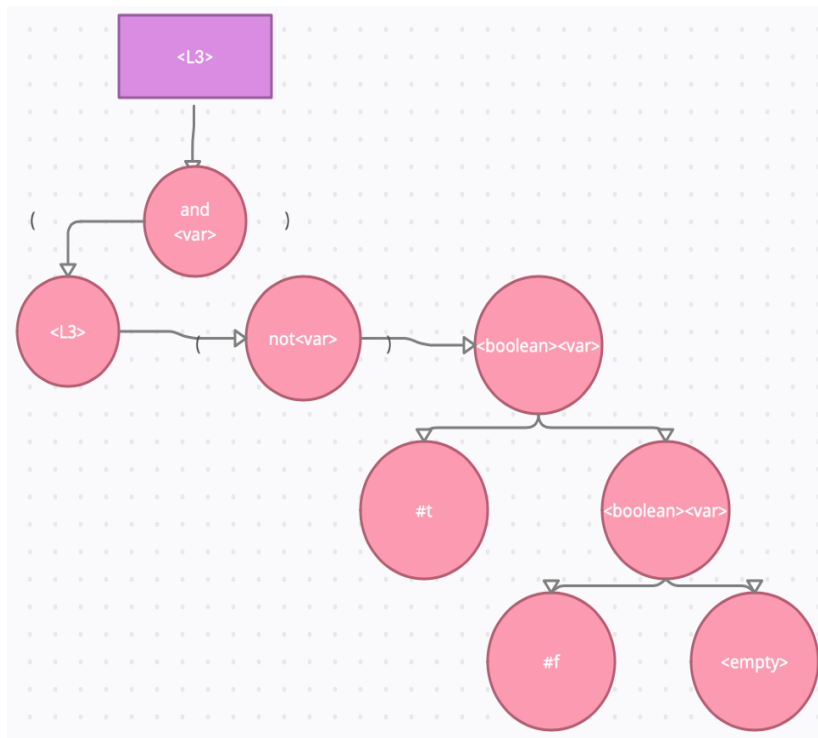 <L3>
and
<var>
(
)
<L3>
(
not<var>
)
<boolean><var>
#t
<boolean><var>
#f
<empty>